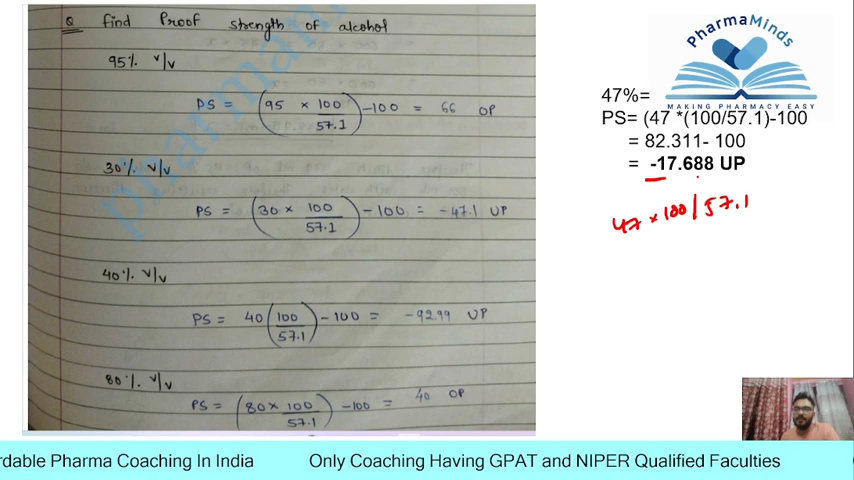 Q Find Proof strength of alcohol
95% v/v
PS = (95 × 100/57.1) -100 = 66 OP
30% v/v
PS = (30 × 100/57.1) -100 = -47.1 UP
40% v/v
PS = 40(100/57.1) -100 = -92.99 UP
80% v/v
PS = (80 × 100/57.1) -100 = 40 OP
PharmaMinds
MAKING PHARMACY EASY
47%=
PS= (47 *(100/57.1)-100
= 82.311- 100
= -17.688 UP
47 × 100 / 57.1
rdable Pharma Coaching In India Only Coaching Having GPAT and NIPER Qualified Faculties